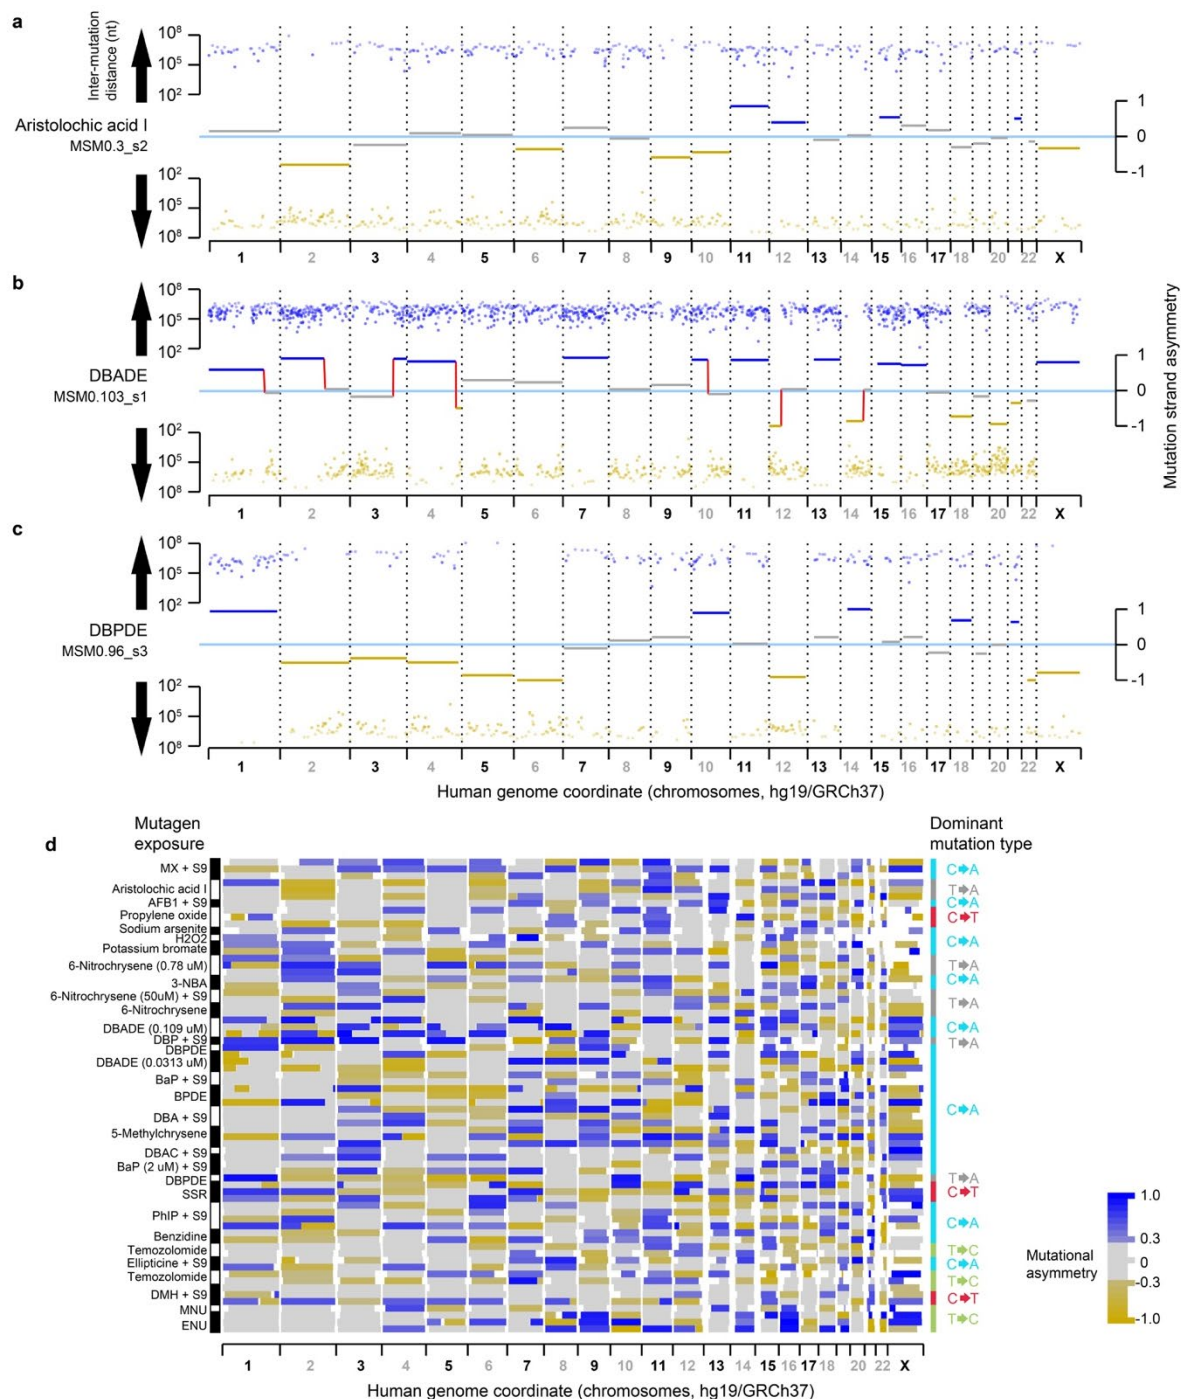 a
Inter-mutation
distance (nt)
10⁸
10⁵
10²
Aristolochic acid I
MSM0.3_s2
10²
10⁵
10⁸
1
0
-1
1 2 3 4 5 6 7 8 9 10 11 12 13 14 15 16 17 18 20 22 X
b
10⁸
10⁵
10²
DBADE
MSM0.103_s1
10²
10⁵
10⁸
1
0
-1
Mutation strand asymmetry
1 2 3 4 5 6 7 8 9 10 11 12 13 14 15 16 17 18 20 22 X
c
10⁸
10⁵
10²
DBPDE
MSM0.96_s3
10²
10⁵
10⁸
1
0
-1
1 2 3 4 5 6 7 8 9 10 11 12 13 14 15 16 17 18 20 22 X
Human genome coordinate (chromosomes, hg19/GRCh37)
d
Mutagen
exposure
Dominant
mutation type
MX + S9
Aristolochic acid I
AFB1 + S9
Propylene oxide
Sodium arsenite
H2O2
Potassium bromate
6-Nitrochrysene (0.78 uM)
3-NBA
6-Nitrochrysene (50uM) + S9
6-Nitrochrysene
DBADE (0.109 uM)
DBP + S9
DBPDE
DBADE (0.0313 uM)
BaP + S9
BPDE
DBA + S9
5-Methylchrysene
DBAC + S9
BaP (2 uM) + S9
DBPDE
SSR
PhIP + S9
Benzidine
Temozolomide
Ellipticine + S9
Temozolomide
DMH + S9
MNU
ENU
C➔A
T➔A
C➔A
C➔T
C➔A
T➔A
C➔A
T➔A
C➔A
T➔A
C➔A
T➔A
C➔T
C➔A
T➔C
C➔A
T➔C
C➔T
T➔C
Mutational
asymmetry
1.0
0.3
0
-0.3
-1.0
1 2 3 4 5 6 7 8 9 10 11 12 13 14 15 16 17 18 20 22 X
Human genome coordinate (chromosomes, hg19/GRCh37)